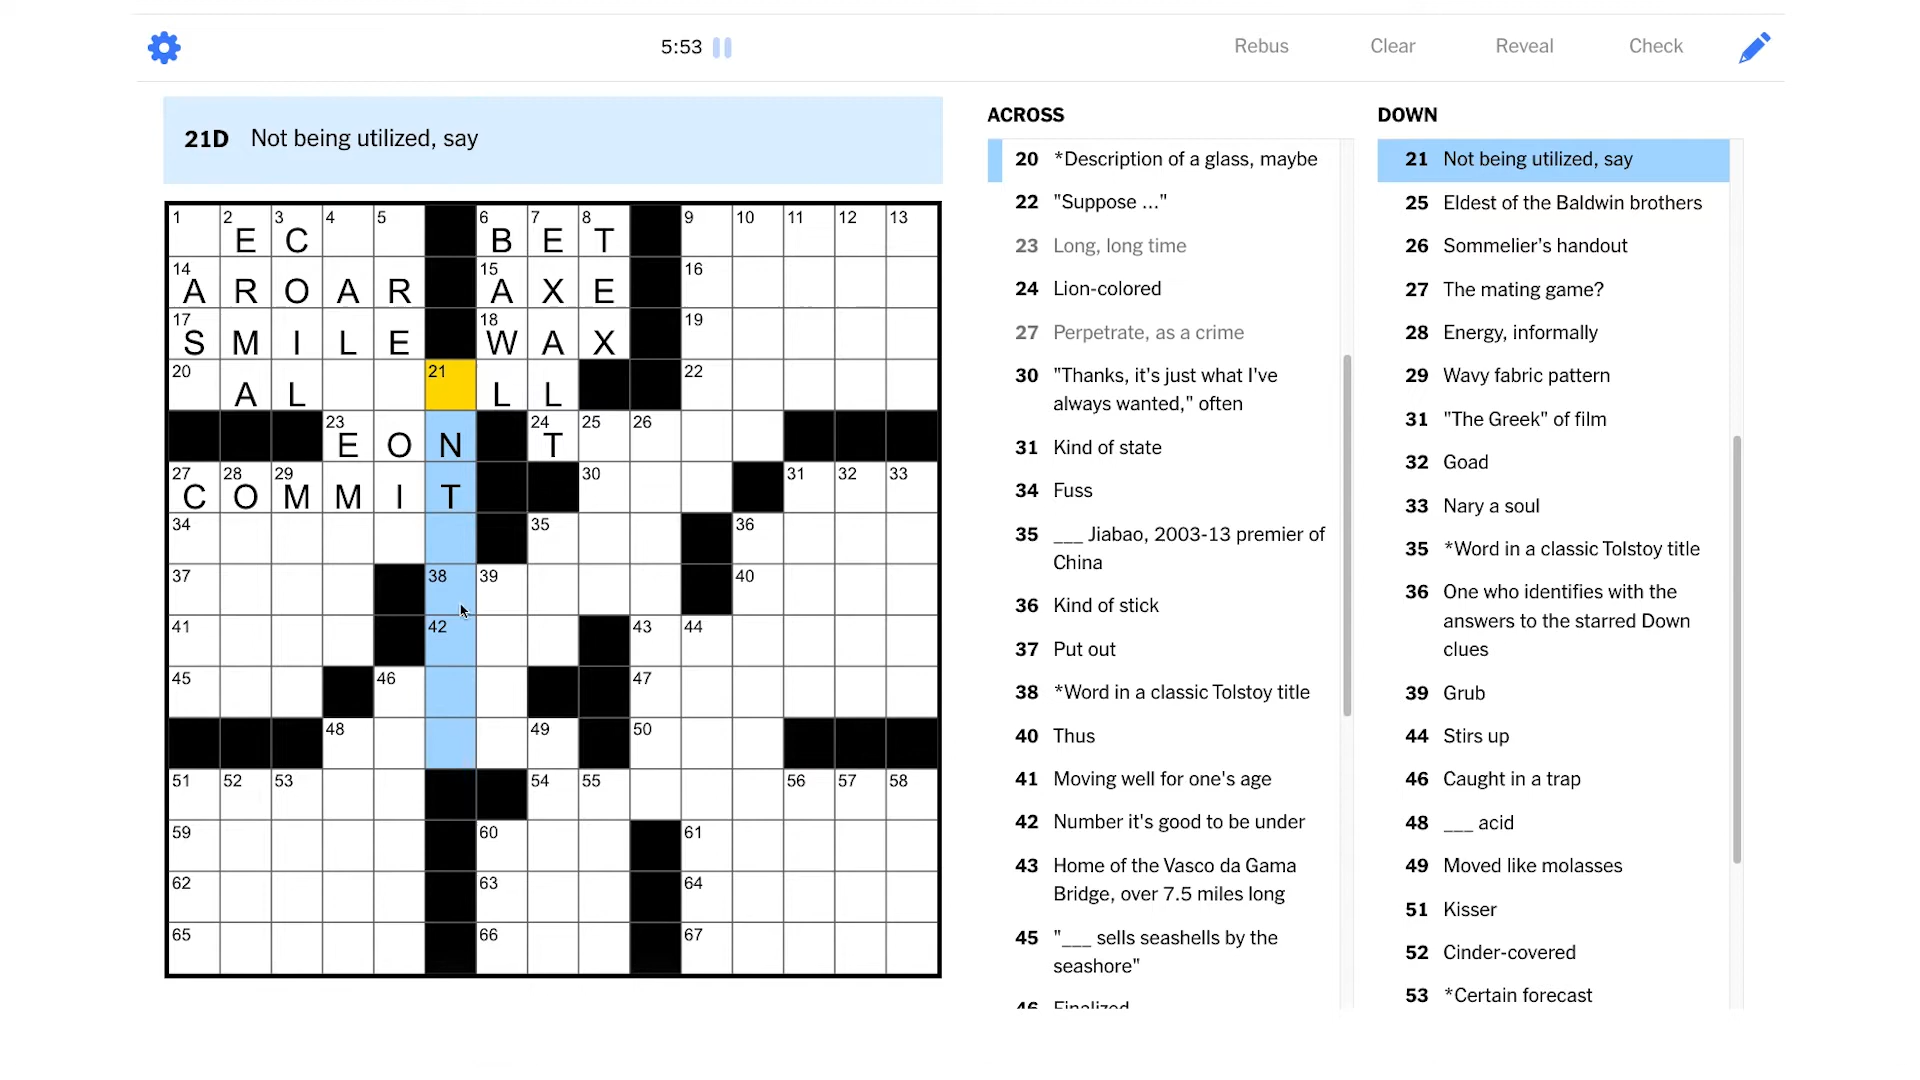 5:53
Rebus
Clear
Reveal
Check
21D Not being utilized, say
1 2 E 3 C 4 5 6 B 7 E 8 T 9 10 11 12 13
14 A R O A R 15 A X E 16
17 S M I L E 18 W A X 19
20 A L 21 L L 22
23 E O N 24 T 25 26
27 C 28 O 29 M M I T 30 31 32 33
34 35 36
37 38 39 40
41 42 43 44
45 46 47
48 49 50
51 52 53 54 55 56 57 58
59 60 61
62 63 64
65 66 67
ACROSS
20 *Description of a glass, maybe
22 "Suppose ..."
23 Long, long time
24 Lion-colored
27 Perpetrate, as a crime
30 "Thanks, it's just what I've
always wanted," often
31 Kind of state
34 Fuss
35 ___ Jiabao, 2003-13 premier of
China
36 Kind of stick
37 Put out
38 *Word in a classic Tolstoy title
40 Thus
41 Moving well for one's age
42 Number it's good to be under
43 Home of the Vasco da Gama
Bridge, over 7.5 miles long
45 "___ sells seashells by the
seashore"
46 Finalized
DOWN
21 Not being utilized, say
25 Eldest of the Baldwin brothers
26 Sommelier's handout
27 The mating game?
28 Energy, informally
29 Wavy fabric pattern
31 "The Greek" of film
32 Goad
33 Nary a soul
35 *Word in a classic Tolstoy title
36 One who identifies with the
answers to the starred Down
clues
39 Grub
44 Stirs up
46 Caught in a trap
48 ___ acid
49 Moved like molasses
51 Kisser
52 Cinder-covered
53 *Certain forecast